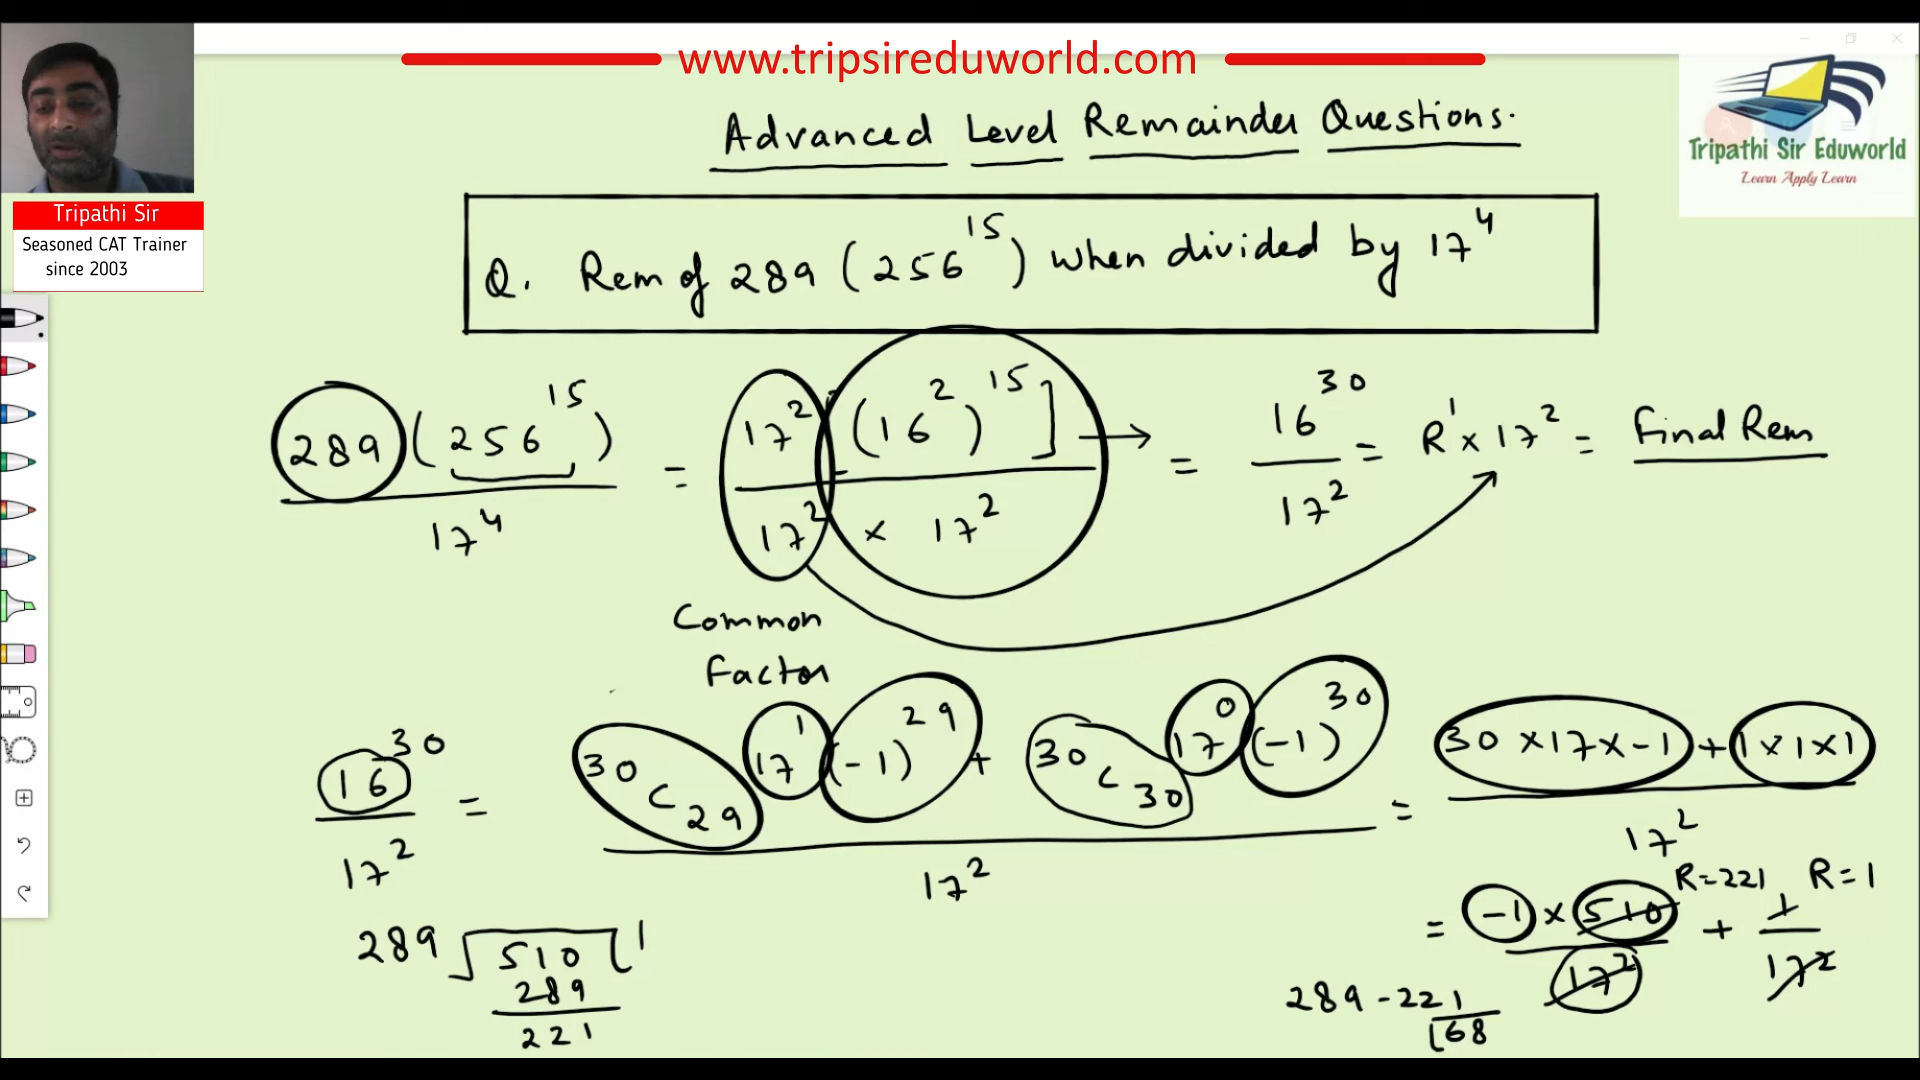 www.tripsireduworld.com
Advanced Level Remainder Questions.
Tripathi Sir Eduworld
Learn Apply Learn
Tripathi Sir
Seasoned CAT Trainer
since 2003
Q. Rem of 289 (256^15) when divided by 17^4
289 (256^15) / 17^4 = 17^2 [(16^2)^15] / 17^2 × 17^2 → = 16^30 / 17^2 = R^1 × 17^2 = Final Rem
Common
Factor
16^30 / 17^2 = 30C29 17^1 (-1)^29 + 30C30 17^0 (-1)^30 / 17^2 = 30 × 17 × -1 + 1 × 1 × 1 / 17^2
R=221 R=1
= -1 × 510 / 17^2 + 1 / 17^2
289 √510 ( 1
289
221
289 - 221
68